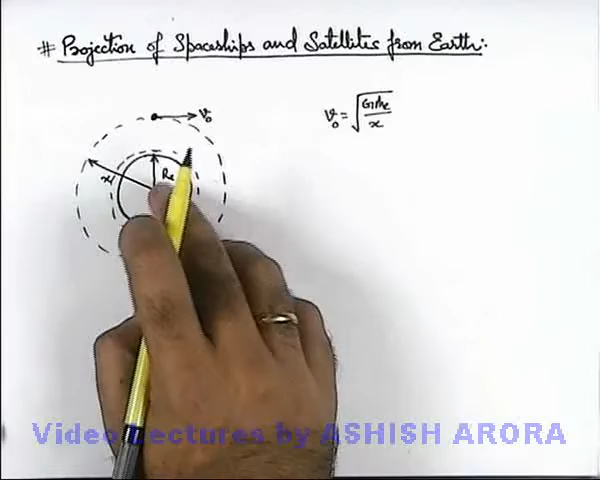 # Projection of Spaceships and Satellites from Earth:
v₀
v₀ = √(GMe/x)
x
Re
Video Lectures by ASHISH ARORA